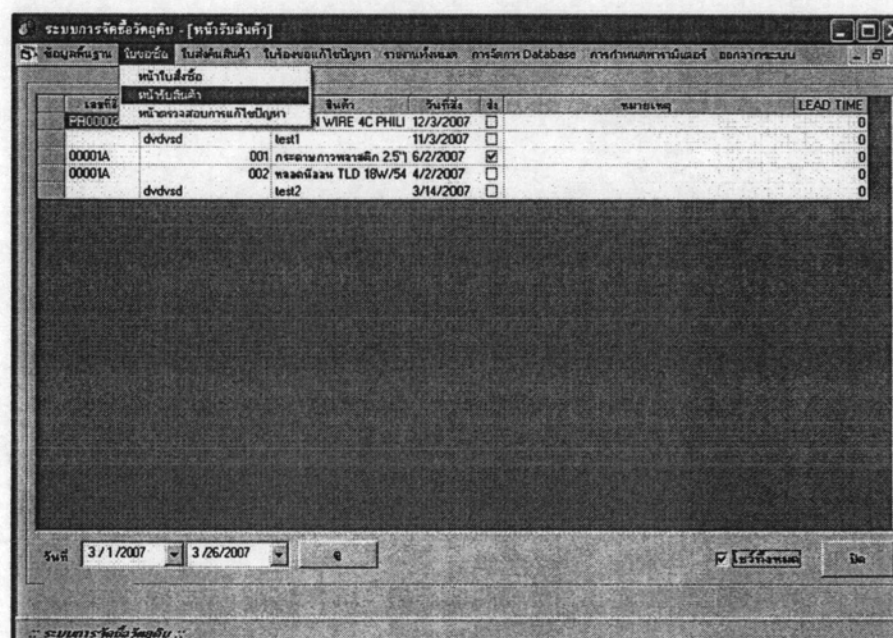 ระบบการจัดซื้อวัตถุดิบ - [หน้ารับสินค้า]
ข้อมูลพื้นฐาน ใบขอซื้อ ใบส่งคืนสินค้า ใบร้องขอแก้ไขปัญหา รายงานทั้งหมด การจัดการ Database การกำหนดพารามิเตอร์ ออกจากระบบ
หน้าใบสั่งซื้อ
หน้ารับสินค้า
หน้าตรวจสอบการแก้ไขปัญหา
เลขที่ สินค้า วันที่สั่ง ส่ง หมายเหตุ LEAD TIME
PR00002 WIRE 4C PHILI 12/3/2007 0
dvdvsd test1 11/3/2007 0
00001A 001 กระดาษกาวพลาสติก 2.5"] 6/2/2007 0
00001A 002 หลอดนีออน TLD 18W/54 4/2/2007 0
dvdvsd test2 3/14/2007 0
วันที่ 3/1/2007 3/26/2007 ดู โชว์ทั้งหมด ปิด
.:: ระบบการจัดซื้อวัตถุดิบ ::.